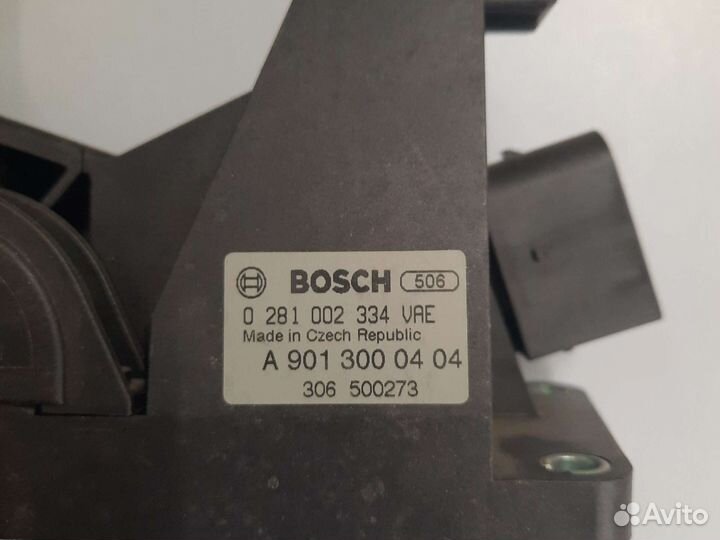 BOSCH 506
0 281 002 334 VAE
Made in Czech Republic
A 901 300 04 04
306 500273
Avito